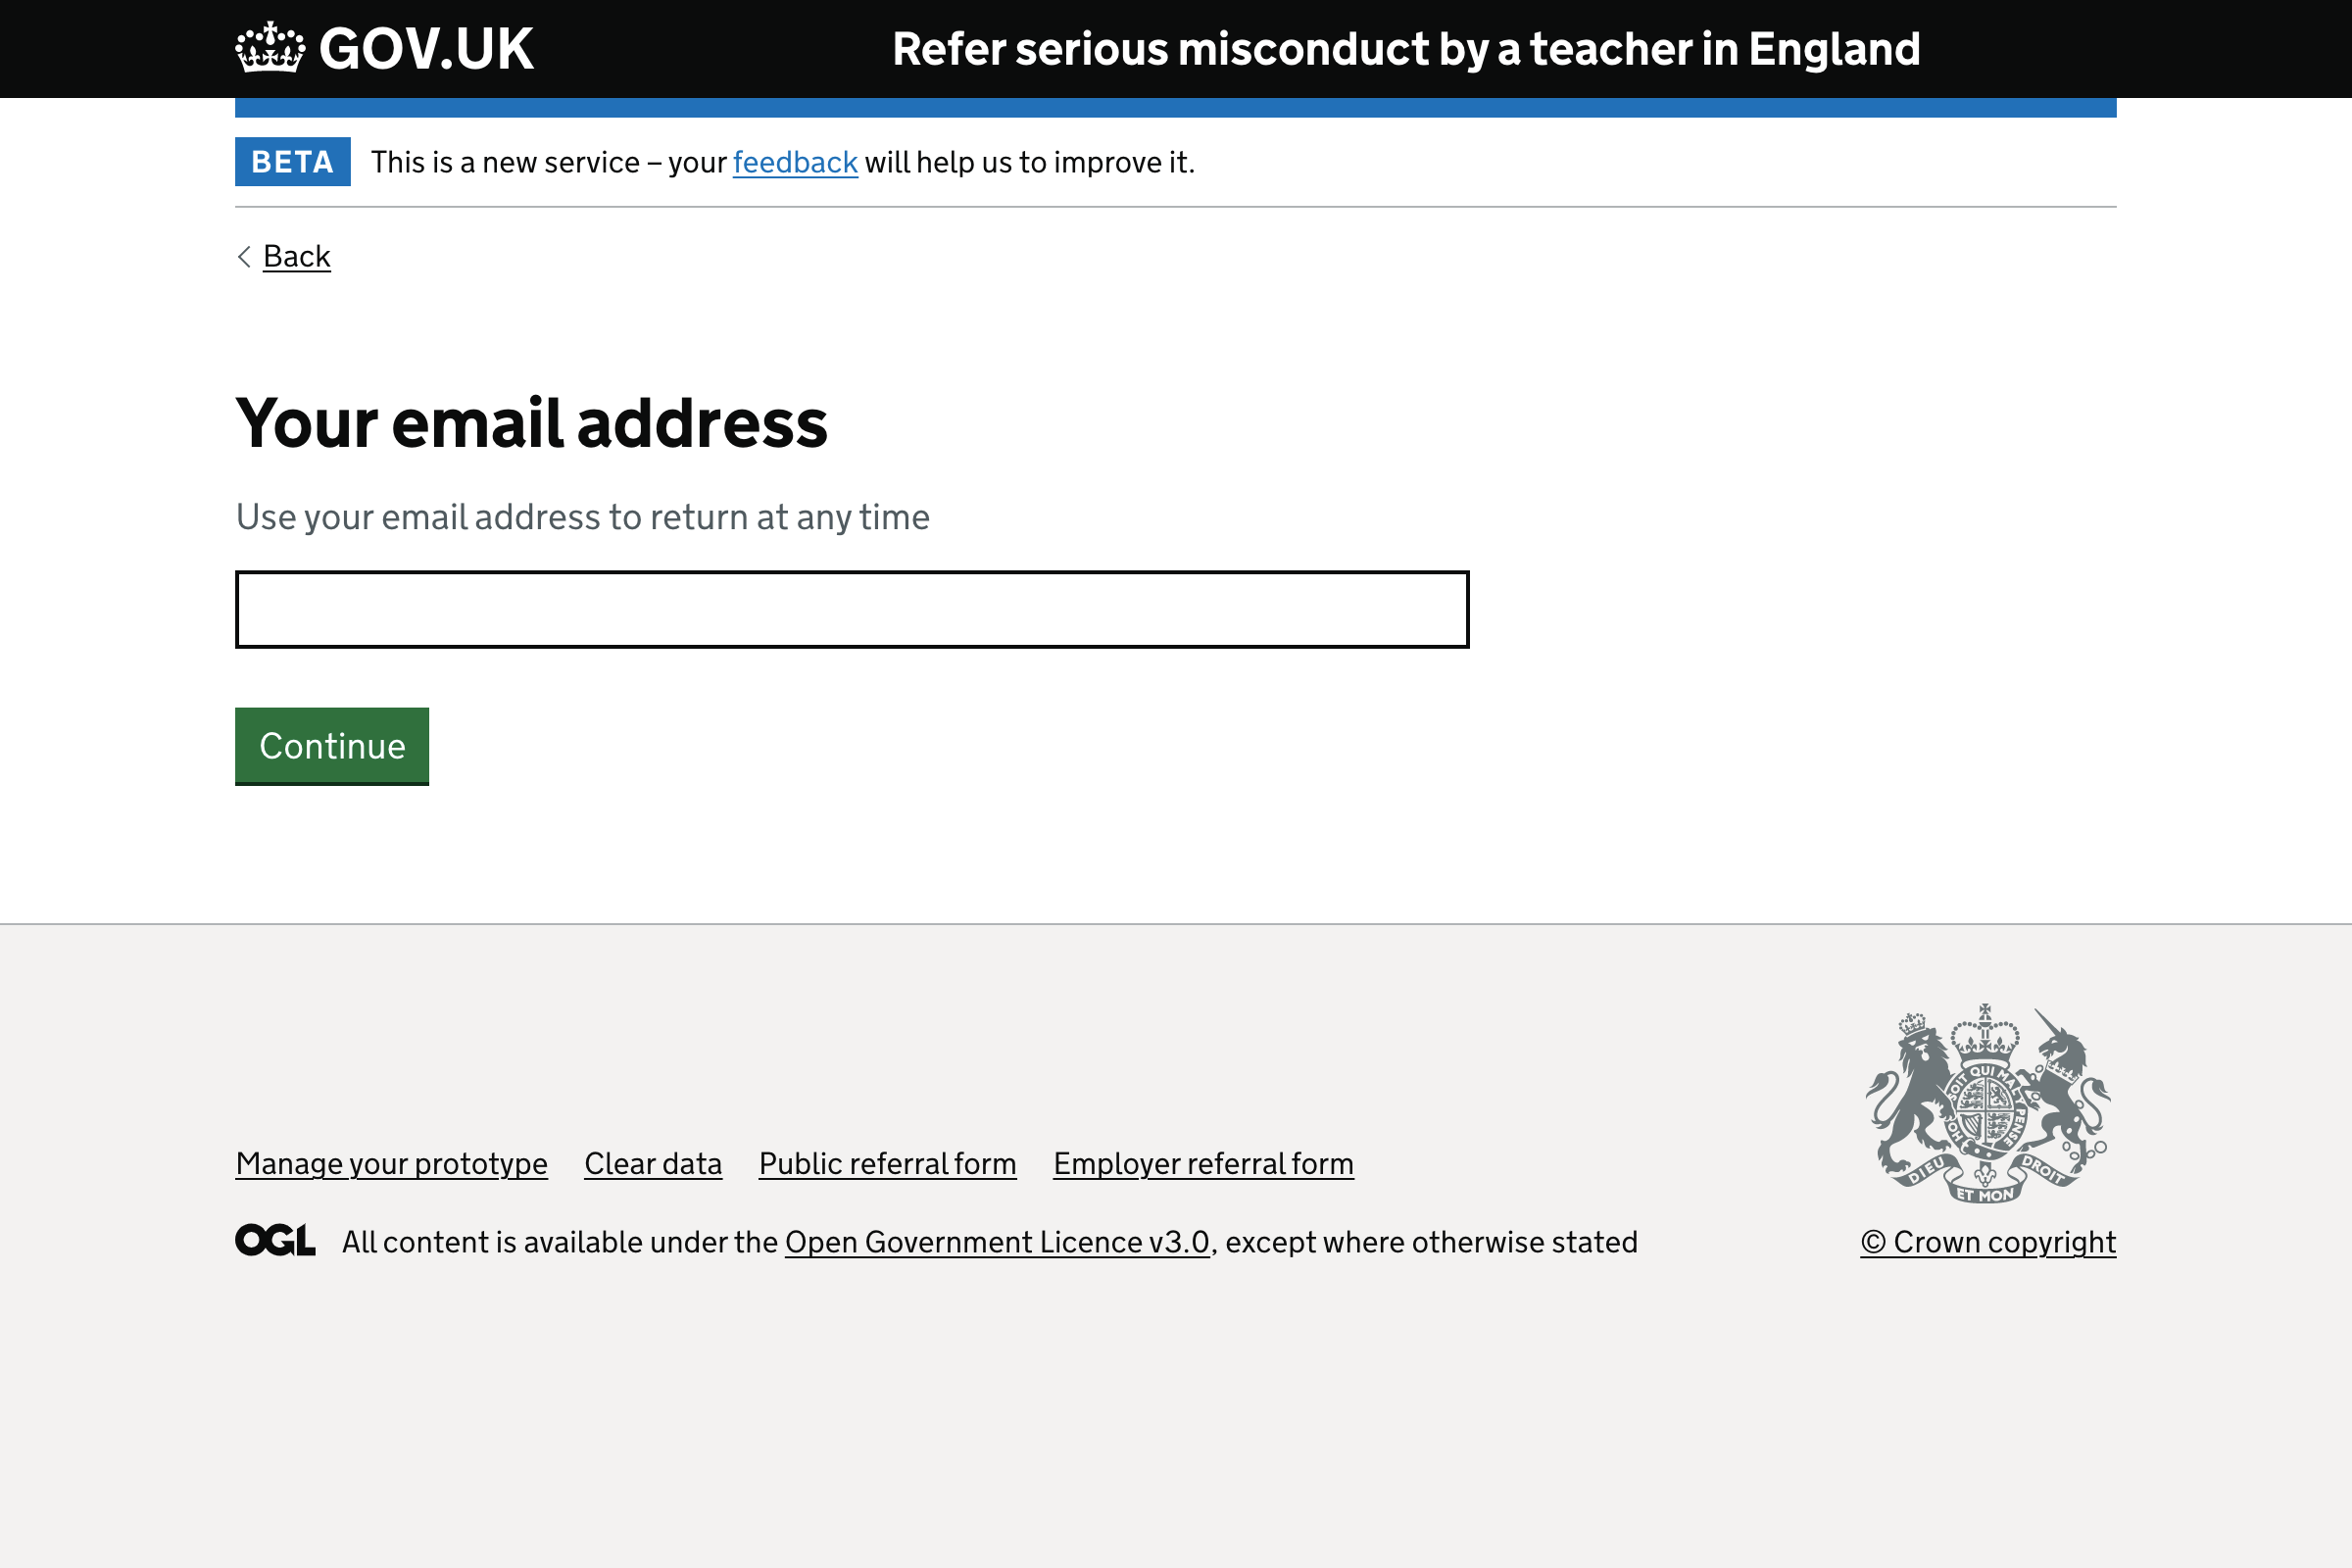 GOV.UK
Refer serious misconduct by a teacher in England
BETA This is a new service – your feedback will help us to improve it.
Back
Your email address
Use your email address to return at any time
Continue
Manage your prototype Clear data Public referral form Employer referral form
OGL All content is available under the Open Government Licence v3.0, except where otherwise stated
HONI SOIT QUI MAL Y PENSE
DIEU ET MON DROIT
© Crown copyright